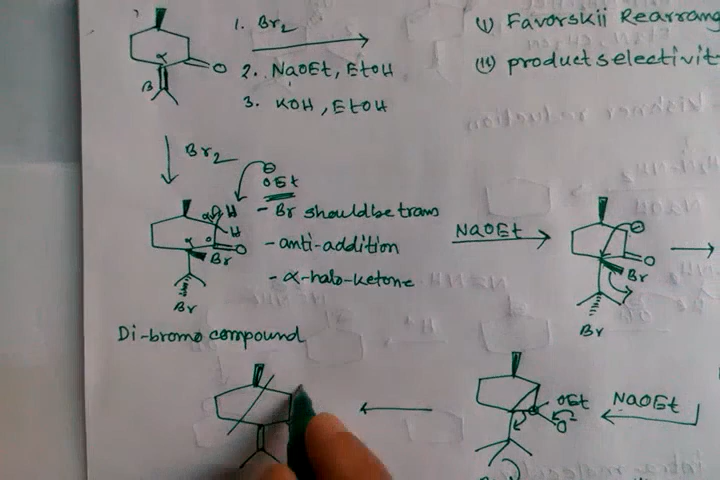 1. Br₂
2. NaOEt, EtOH
3. KOH, EtOH
(i) Favorskii Rearrang
(ii) product selectivit
α
O
B
Br₂
⊖
OEt
- Br should be trans
- anti-addition
- α-halo-ketone
α H
H
α
O
Br
Br
NaOEt
⊖
O
Br
Br
Di-bromo compound
OEt
O⊖
NaOEt